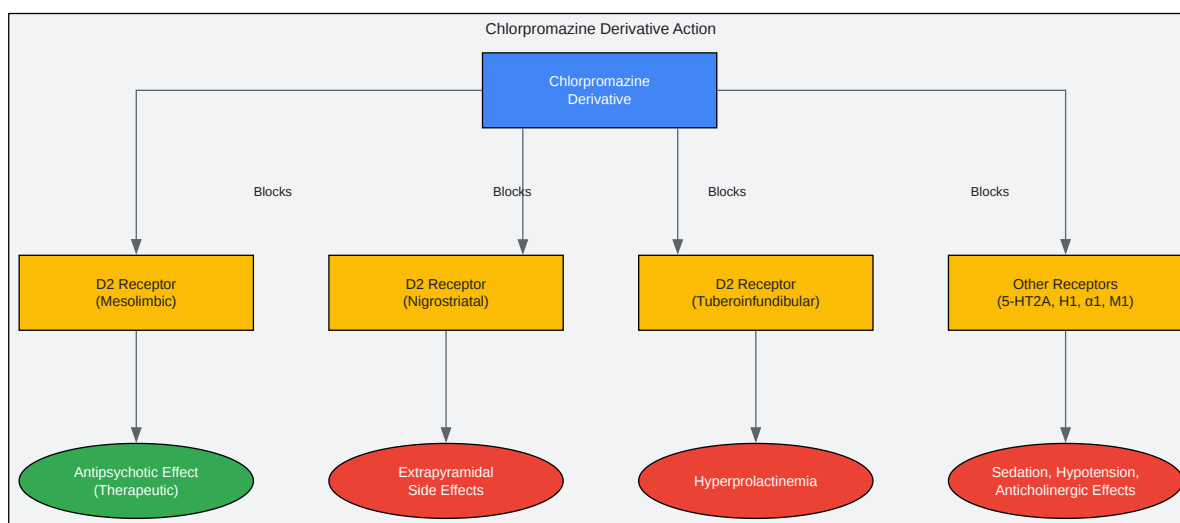 Chlorpromazine Derivative Action
Chlorpromazine
Derivative
Blocks
Blocks
Blocks
Blocks
D2 Receptor
(Mesolimbic)
D2 Receptor
(Nigrostriatal)
D2 Receptor
(Tuberoinfundibular)
Other Receptors
(5-HT2A, H1, α1, M1)
Antipsychotic Effect
(Therapeutic)
Extrapyramidal
Side Effects
Hyperprolactinemia
Sedation, Hypotension,
Anticholinergic Effects